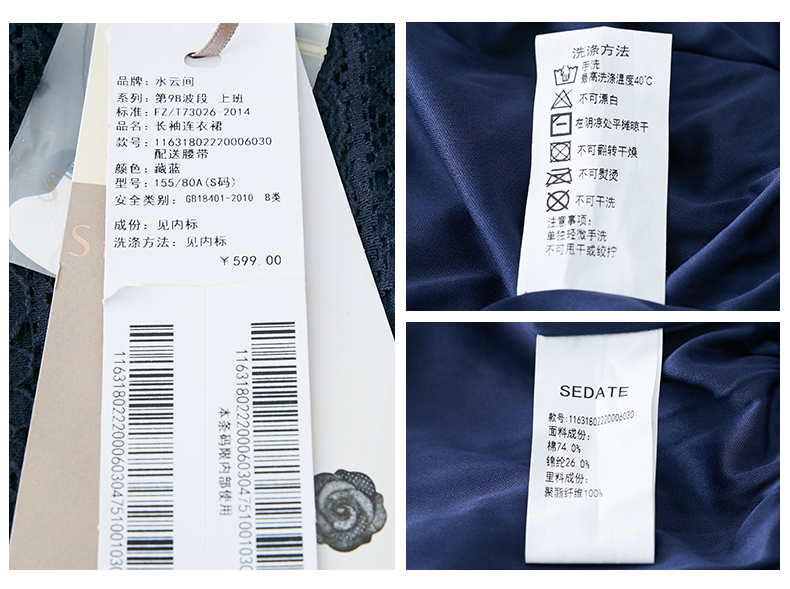 品牌：水云间
系列：第9B波段 上班
标准：FZ/T73026-2014
品名：长袖连衣裙
款号：11631802220006030
配送腰带
颜色：藏蓝
型号：155/80A(S码)
安全类别：GB18401-2010 B类
成份：见内标
洗涤方法：见内标
￥599.00
116318022200060304751001030
本条码限内部使用
116318022200060304751001030
S
洗涤方法
手洗
最高洗涤温度40℃
不可漂白
在阴凉处平摊晾干
不可翻转干燥
不可熨烫
不可干洗
注意事项：
单独轻微手洗
不可甩干或绞拧
SEDATE
款号：11631802220006030
面料成份：
棉74.0%
锦纶26.0%
里料成份：
聚酯纤维100%